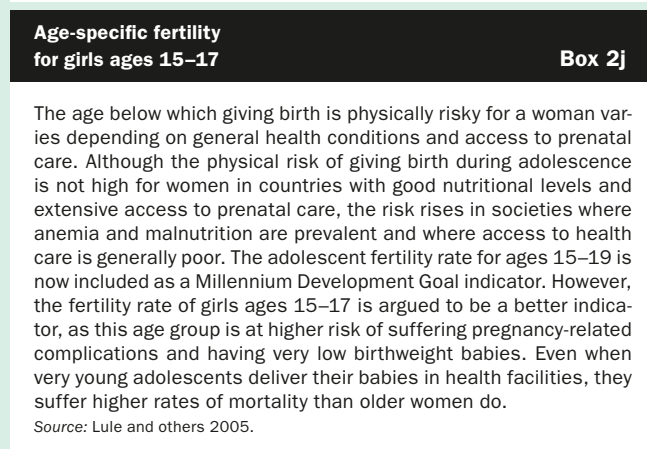 Age-specific fertility
for girls ages 15–17
Box 2j
The age below which giving birth is physically risky for a woman var-
ies depending on general health conditions and access to prenatal
care. Although the physical risk of giving birth during adolescence
is not high for women in countries with good nutritional levels and
extensive access to prenatal care, the risk rises in societies where
anemia and malnutrition are prevalent and where access to health
care is generally poor. The adolescent fertility rate for ages 15–19 is
now included as a Millennium Development Goal indicator. However,
the fertility rate of girls ages 15–17 is argued to be a better indica-
tor, as this age group is at higher risk of suffering pregnancy-related
complications and having very low birthweight babies. Even when
very young adolescents deliver their babies in health facilities, they
suffer higher rates of mortality than older women do.
Source: Lule and others 2005.